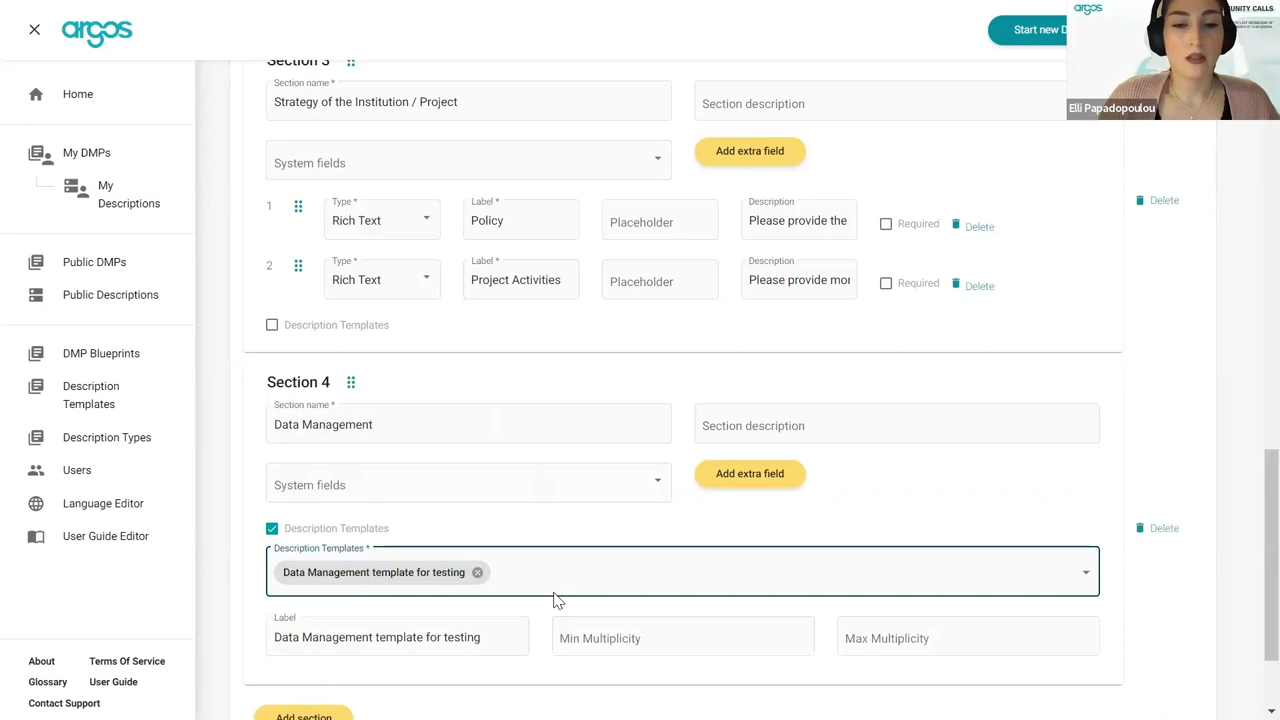 argos
Start new D
argos
UNITY CALLS
Elli Papadopoulou
Home
My DMPs
My
Descriptions
Public DMPs
Public Descriptions
DMP Blueprints
Description
Templates
Description Types
Users
Language Editor
User Guide Editor
About
Terms Of Service
Glossary
User Guide
Contact Support
Section 3
Section name *
Strategy of the Institution / Project
Section description
System fields
Add extra field
1
Type *
Rich Text
Label *
Policy
Placeholder
Description
Please provide the
Required
Delete
2
Type *
Rich Text
Label *
Project Activities
Placeholder
Description
Please provide mor
Required
Delete
Description Templates
Delete
Section 4
Section name *
Data Management
Section description
System fields
Add extra field
Description Templates
Delete
Description Templates *
Data Management template for testing
Label
Data Management template for testing
Min Multiplicity
Max Multiplicity
Add section